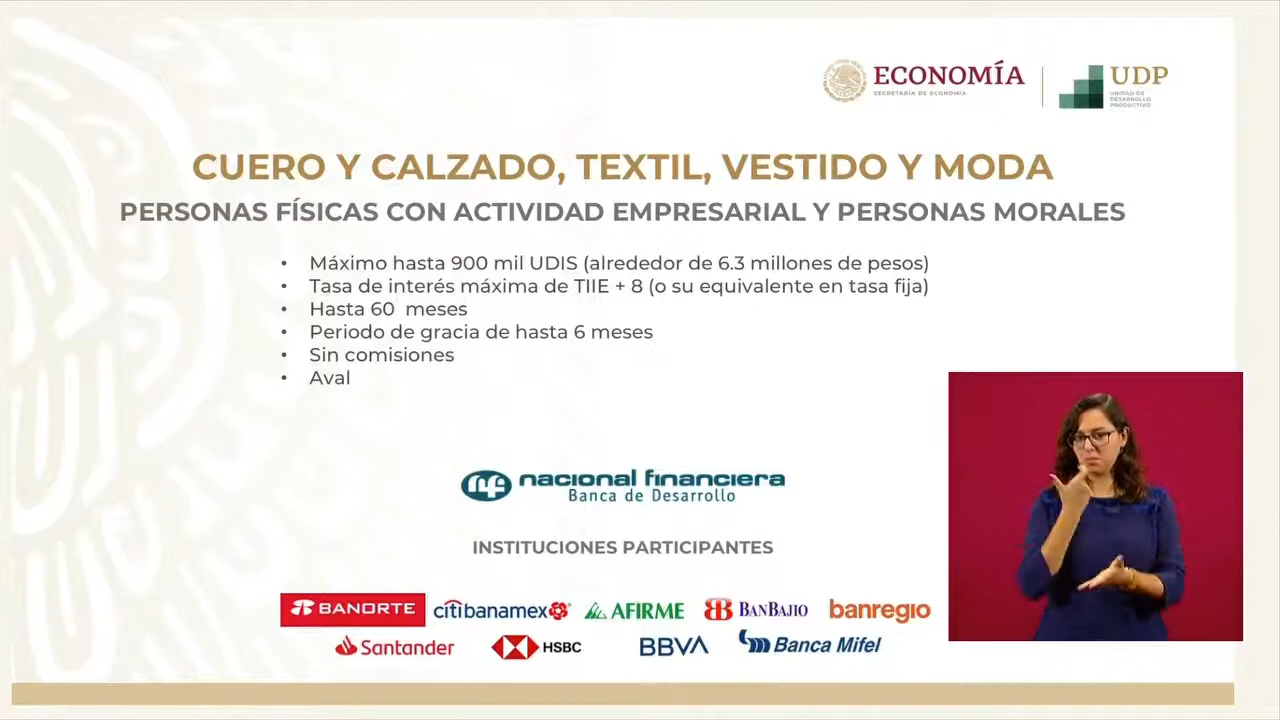 ECONOMÍA
SECRETARÍA DE ECONOMÍA
UDP
UNIDAD DE
DESARROLLO
PRODUCTIVO
CUERO Y CALZADO, TEXTIL, VESTIDO Y MODA
PERSONAS FÍSICAS CON ACTIVIDAD EMPRESARIAL Y PERSONAS MORALES
• Máximo hasta 900 mil UDIS (alrededor de 6.3 millones de pesos)
• Tasa de interés máxima de TIIE + 8 (o su equivalente en tasa fija)
• Hasta 60 meses
• Periodo de gracia de hasta 6 meses
• Sin comisiones
• Aval
nf nacional financiera
Banca de Desarrollo
INSTITUCIONES PARTICIPANTES
BANORTE citibanamex AFIRME BANBAJIO banregio
Santander HSBC BBVA Banca Mifel